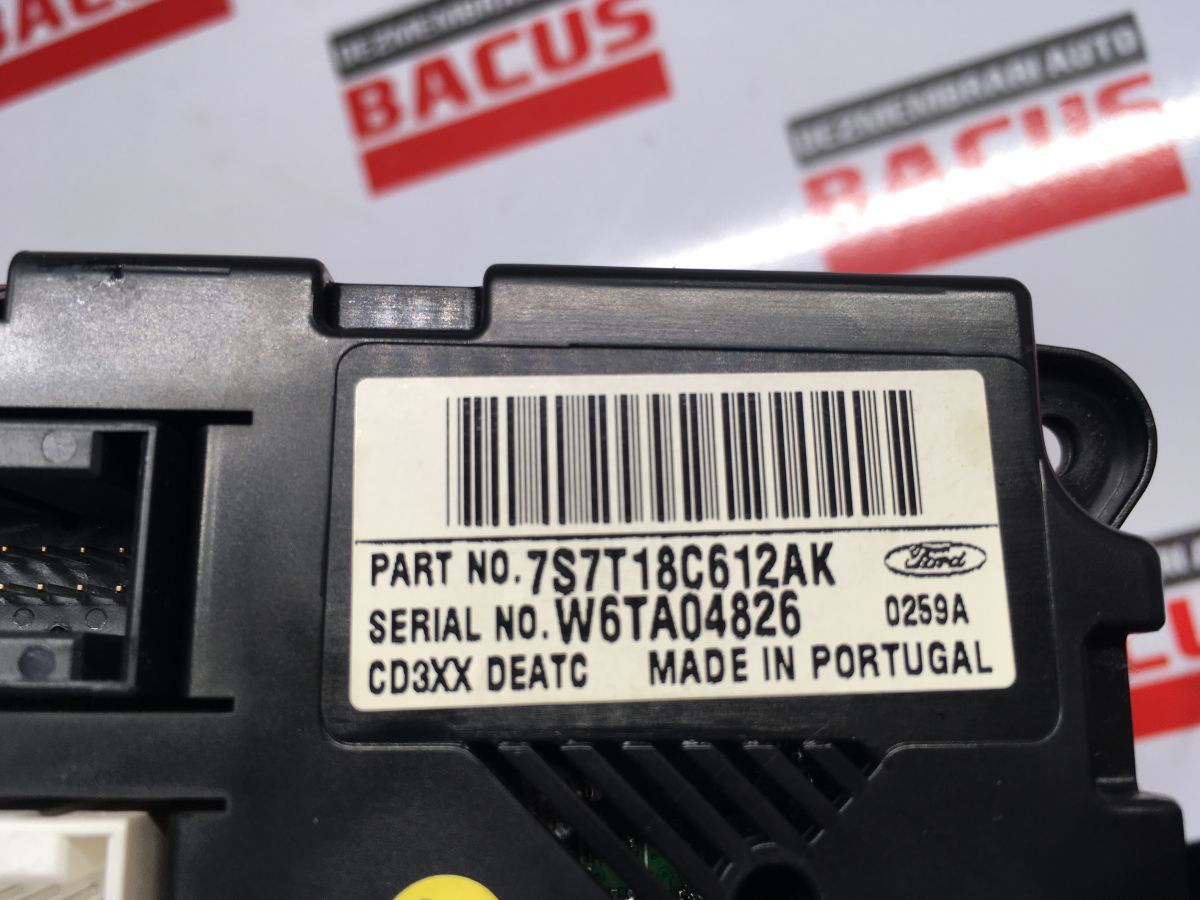 BACUS
DEZMEMBRARI AUTO
BACUS
DEZMEMBRARI AUTO
BACUS
PART NO. 7S7T18C612AK
Ford
SERIAL NO. W6TA04826
0259A
CD3XX DEATC MADE IN PORTUGAL